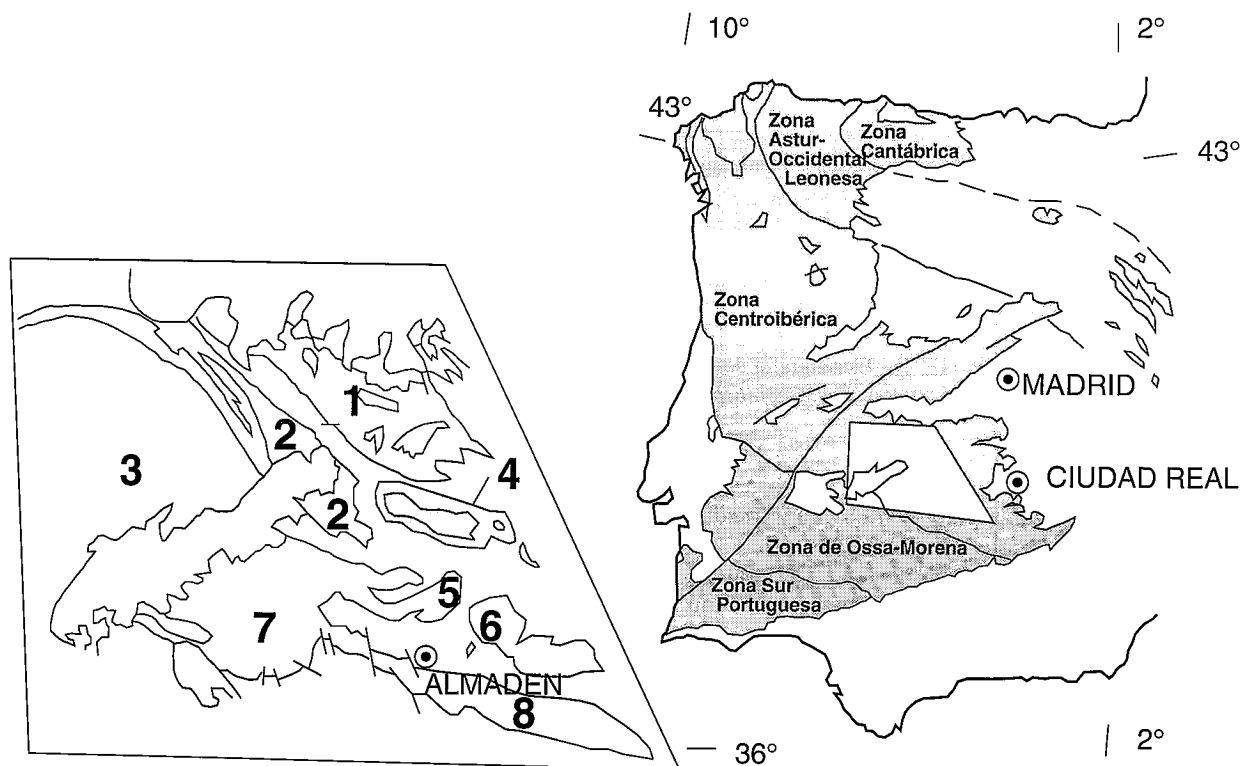 10°
2°
43°
Zona
Astur-
Occidental
Leonesa
Zona
Cantábrica
43°
Zona
Centroibérica
MADRID
CIUDAD REAL
Zona de Ossa-Morena
Zona Sur
Portuguesa
36°
2°
1
2
3
4
2
5
6
7
ALMADEN
8